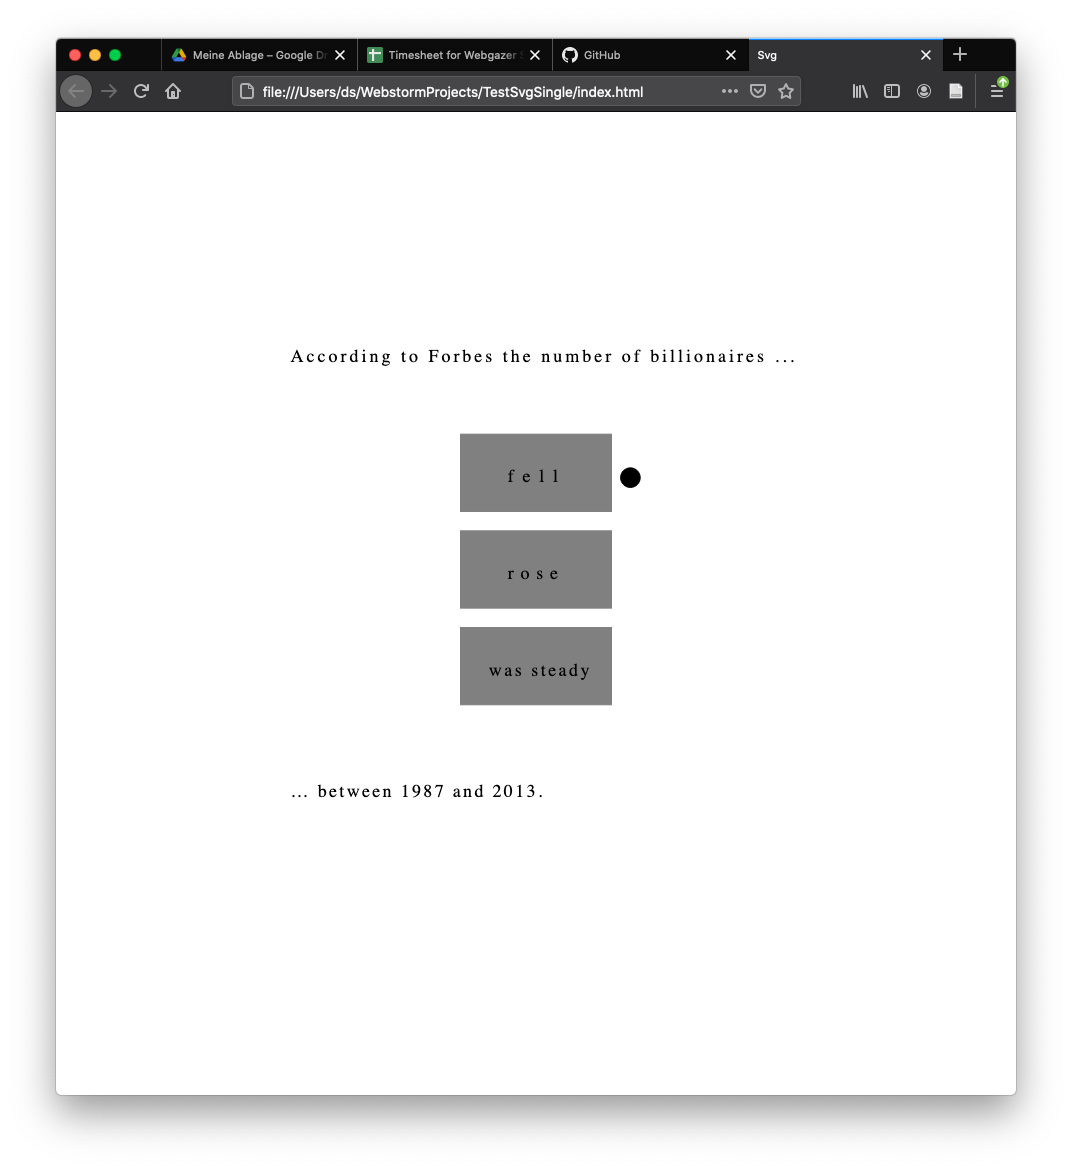 Meine Ablage – Google Dr
Timesheet for Webgazer
GitHub
Svg
file:///Users/ds/WebstormProjects/TestSvgSingle/index.html
According to Forbes the number of billionaires ...
fell
rose
was steady
... between 1987 and 2013.